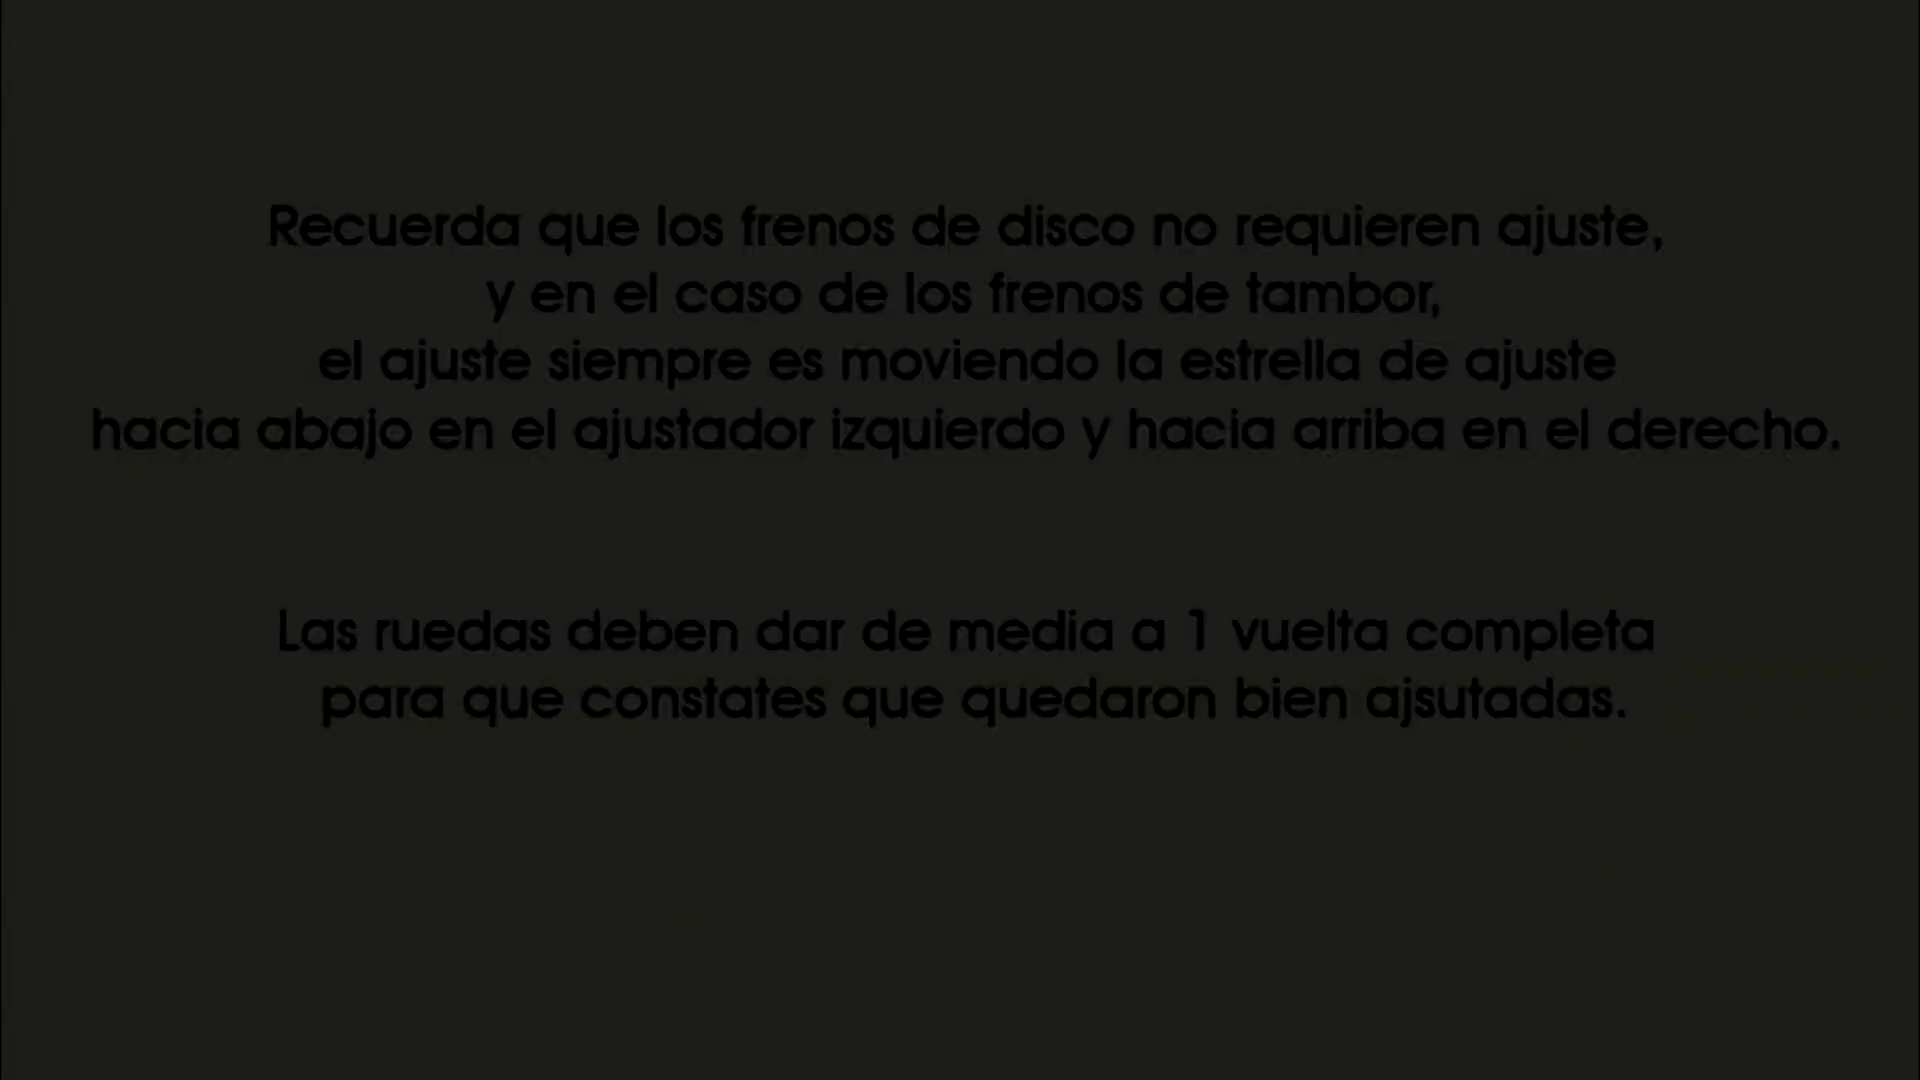 Recuerda que los frenos de disco no requieren ajuste,
y en el caso de los frenos de tambor,
el ajuste siempre es moviendo la estrella de ajuste
hacia abajo en el ajustador izquierdo y hacia arriba en el derecho.
Las ruedas deben dar de media a 1 vuelta completa
para que constates que quedaron bien ajsutadas.